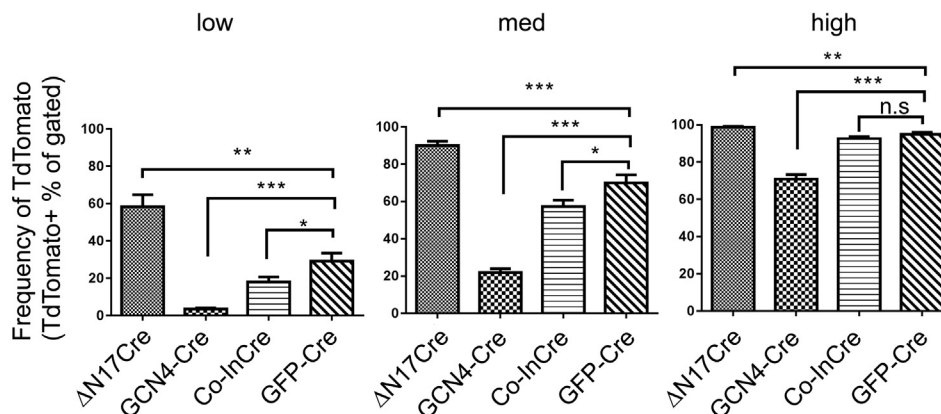 low med high
Frequency of TdTomato
(TdTomato+ % of gated)
** *** *
*** *** *
** *** n.s
100
80
60
40
20
0
100
80
60
40
20
0
100
80
60
40
20
0
ΔN17Cre GCN4-Cre Co-InCre GFP-Cre
ΔN17Cre GCN4-Cre Co-InCre GFP-Cre
ΔN17Cre GCN4-Cre Co-InCre GFP-Cre